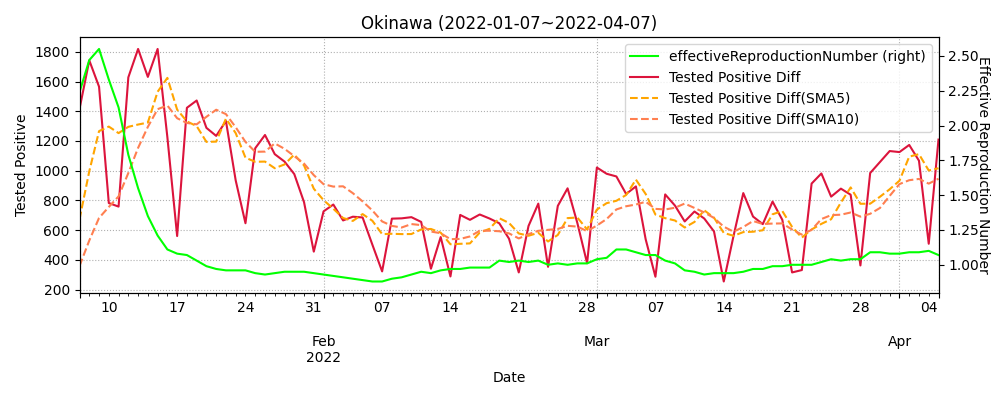 Okinawa (2022-01-07~2022-04-07)
effectiveReproductionNumber (right)
Tested Positive Diff
Tested Positive Diff(SMA5)
Tested Positive Diff(SMA10)
Tested Positive
1800
1600
1400
1200
1000
800
600
400
200
2.50
2.25
2.00
1.75
1.50
1.25
1.00
Effective Reproduction Number
10 17 24 31 07 14 21 28 07 14 21 28 04
Feb Mar Apr
2022
Date